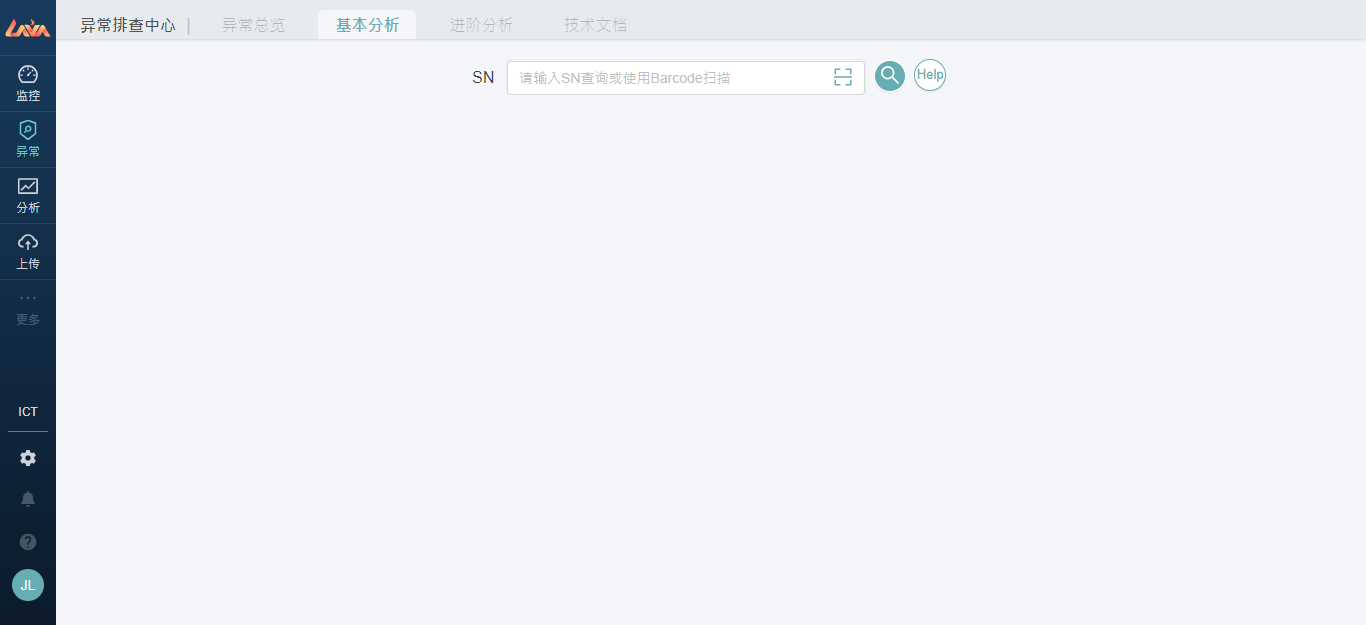 LAVA
异常排查中心 | 异常总览 基本分析 进阶分析 技术文档
SN 请输入SN查询或使用Barcode扫描 Help
监控
异常
分析
上传
更多
ICT
JL